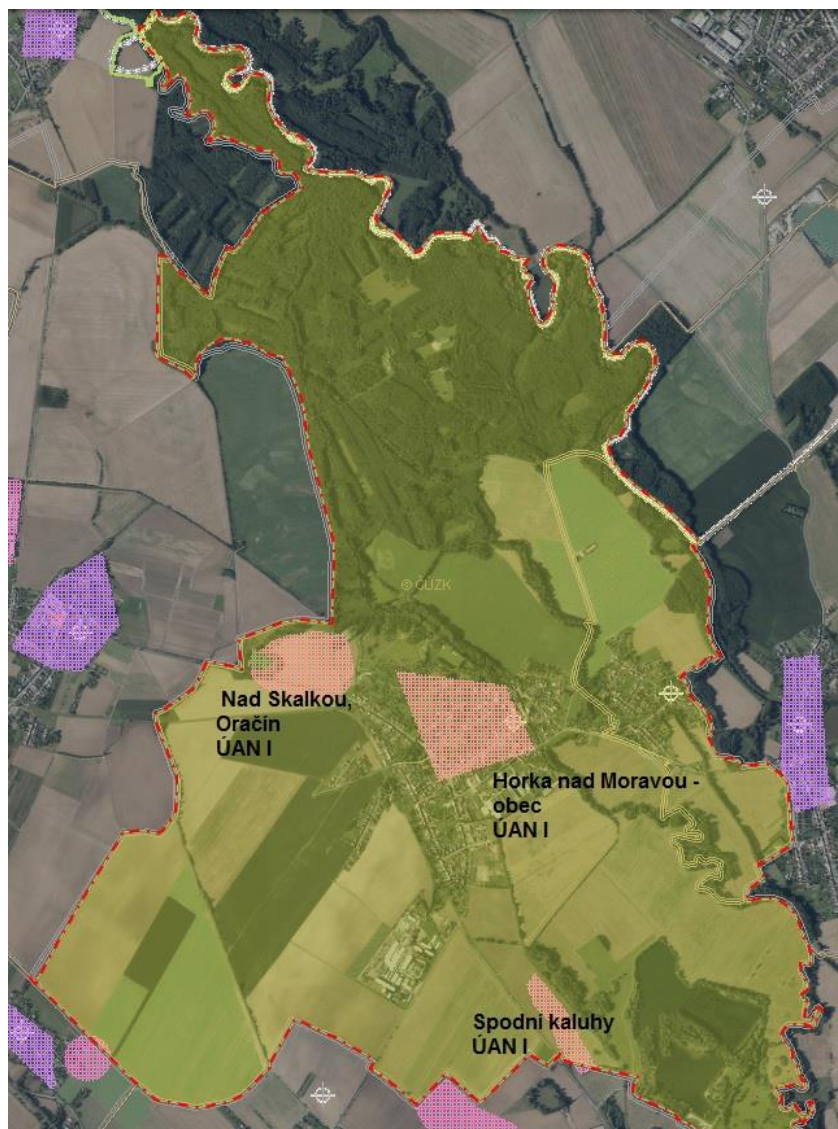 © ČÚZK
Nad Skalkou,
Oračín
ÚAN I
Horka nad Moravou -
obec
ÚAN I
Spodní kaluhy
ÚAN I